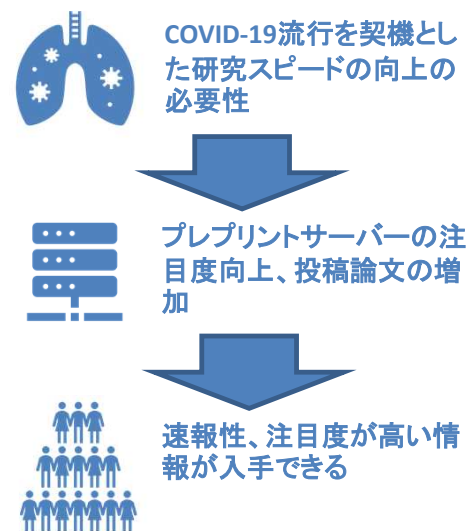 COVID-19流行を契機とし
た研究スピードの向上の
必要性
プレプリントサーバーの注
目度向上、投稿論文の増
加
速報性、注目度が高い情
報が入手できる